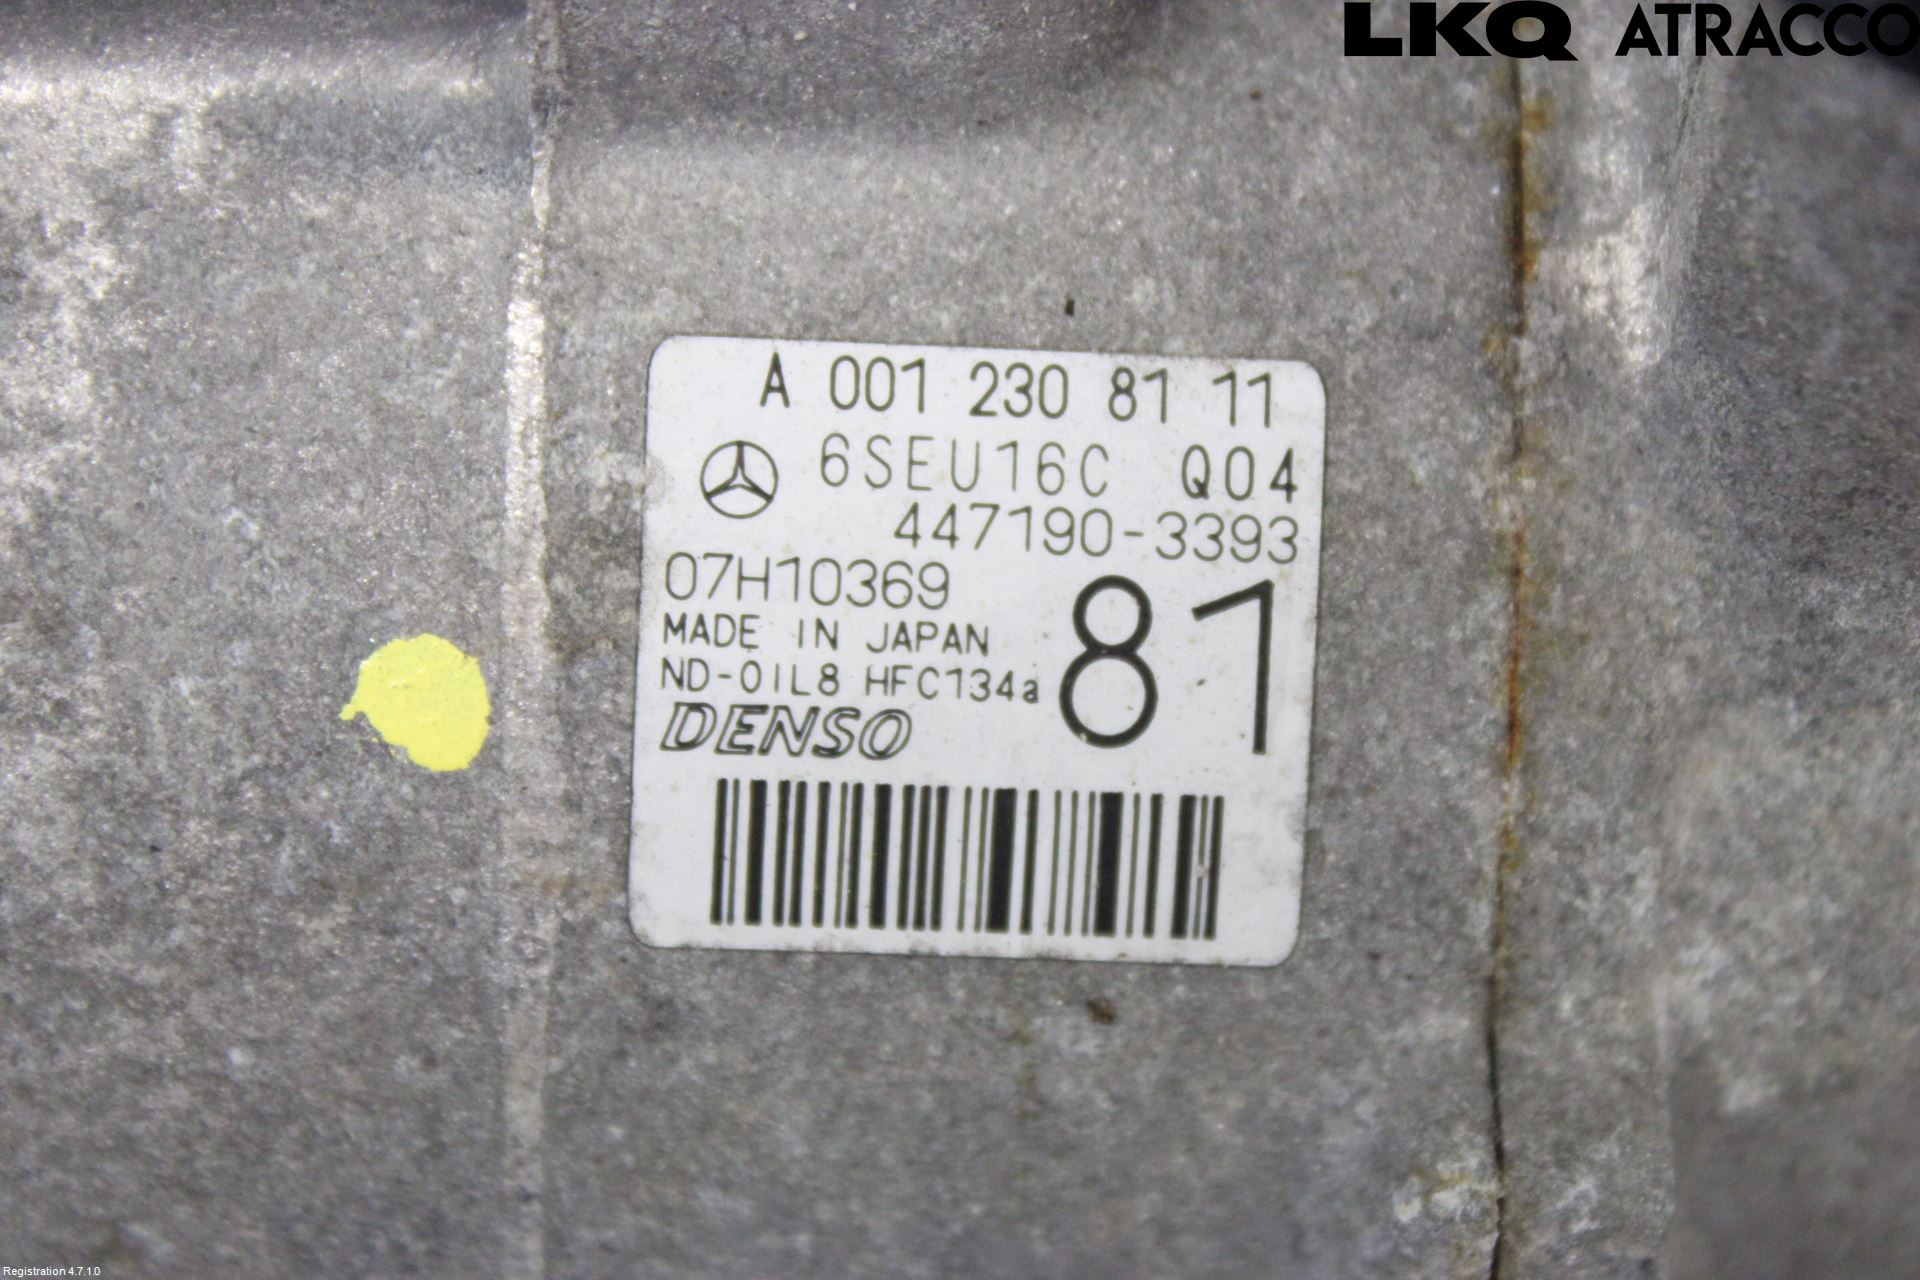 LKQ ATRACCO
A 001 230 81 11
6SEU16C Q04
447190-3393
07H10369
81
MADE IN JAPAN
ND-OIL8 HFC134a
DENSO
Registration 4.7.1.0